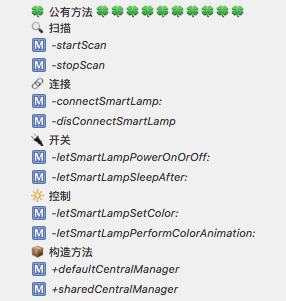 🍀 公有方法 🍀🍀🍀🍀🍀🍀🍀🍀🍀🍀
🔍 扫描
M -startScan
M -stopScan
🔗 连接
M -connectSmartLamp:
M -disConnectSmartLamp
🔌 开关
M -letSmartLampPowerOnOrOff:
M -letSmartLampSleepAfter:
🔆 控制
M -letSmartLampSetColor:
M -letSmartLampPerformColorAnimation:
📦 构造方法
M +defaultCentralManager
M +sharedCentralManager